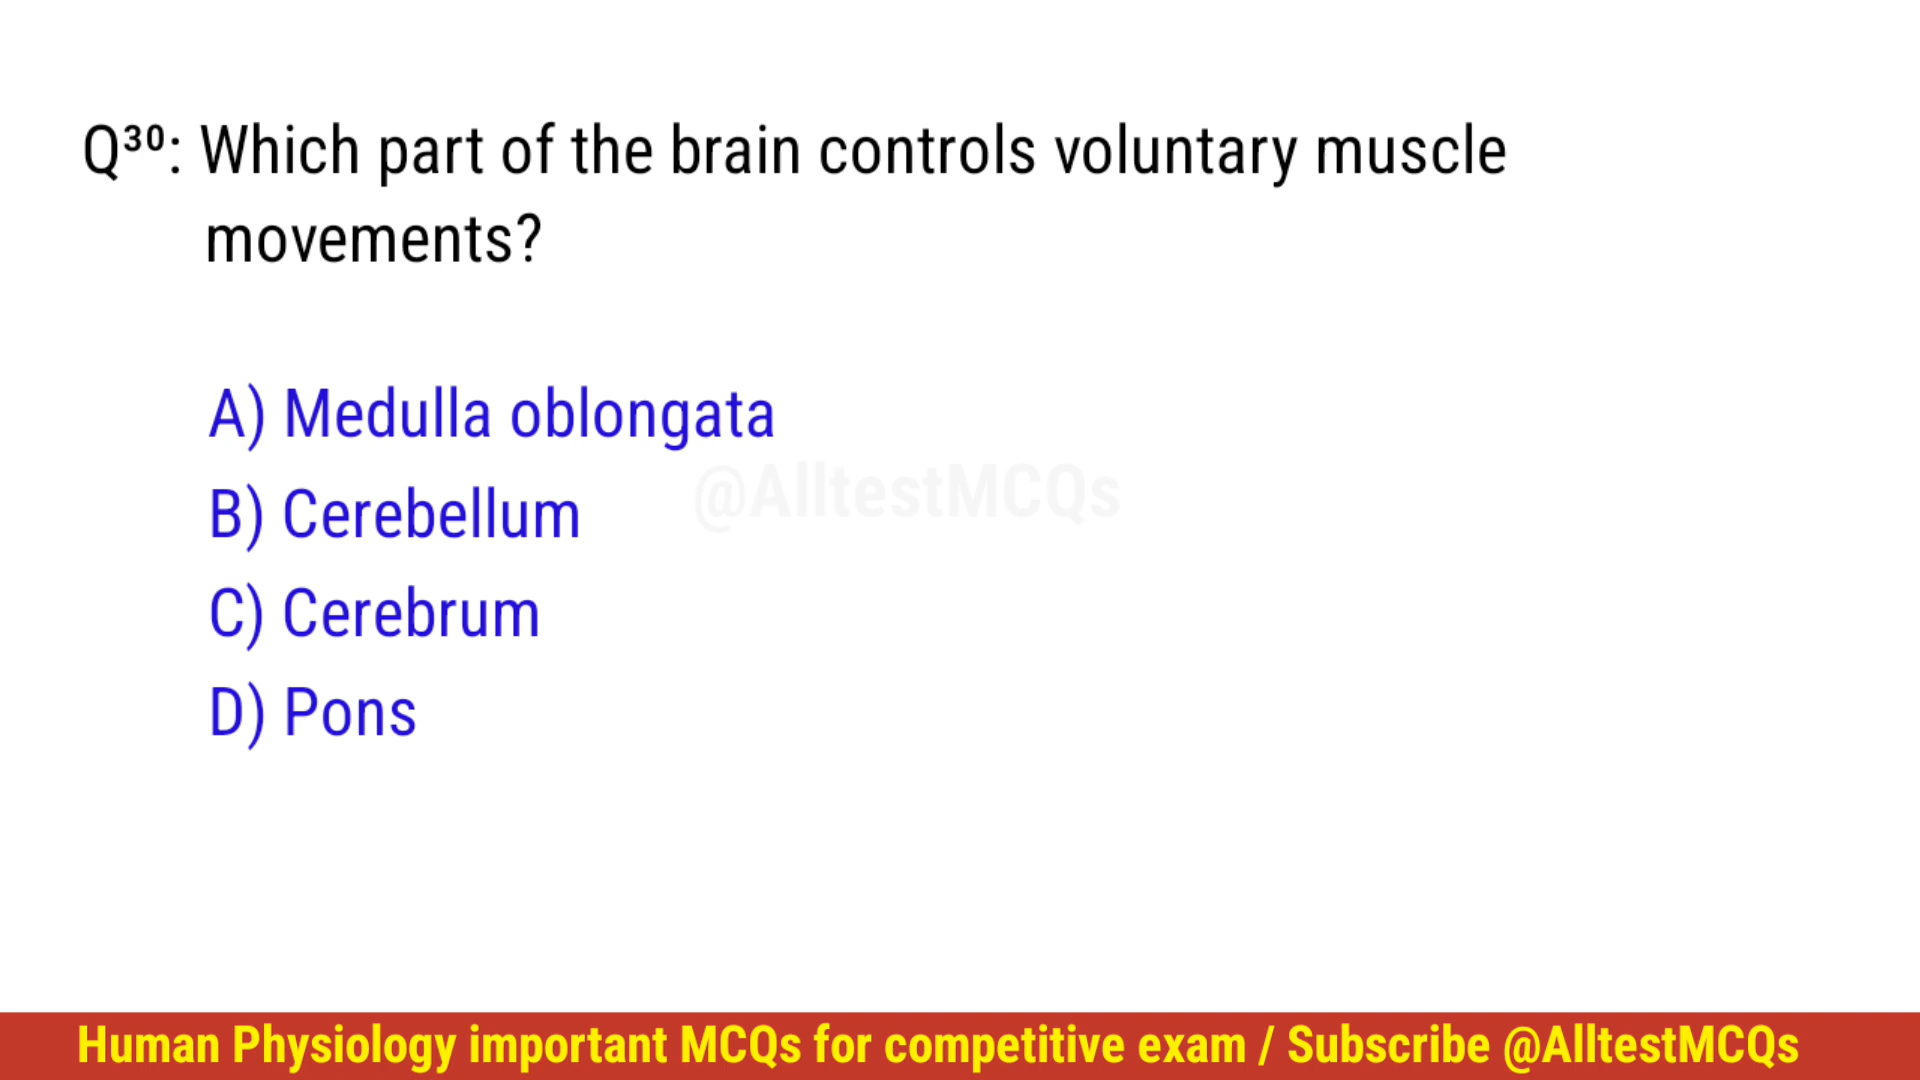 Q³⁰: Which part of the brain controls voluntary muscle
movements?
A) Medulla oblongata
@AlltestMCQs
B) Cerebellum
C) Cerebrum
D) Pons
Human Physiology important MCQs for competitive exam / Subscribe @AlltestMCQs